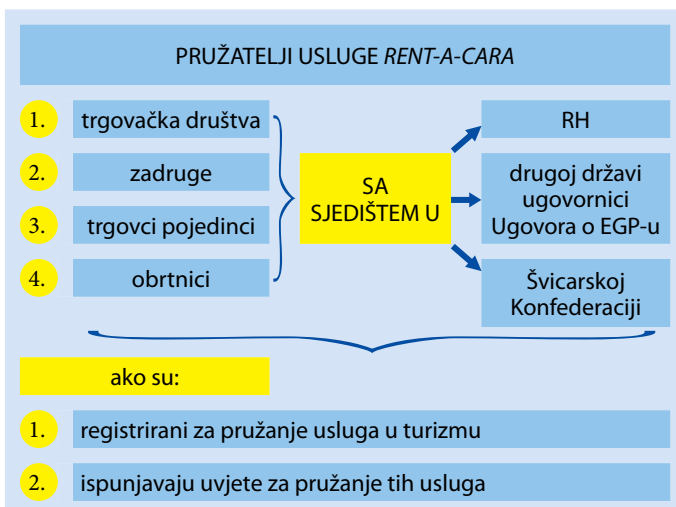 PRUŽATELJI USLUGE RENT-A-CARA
1. trgovačka društva
2. zadruge
3. trgovci pojedinci
4. obrtnici
SA
SJEDIŠTEM U
RH
drugoj državi
ugovornici
Ugovora o EGP-u
Švicarskoj
Konfederaciji
ako su:
1. registrirani za pružanje usluga u turizmu
2. ispunjavaju uvjete za pružanje tih usluga